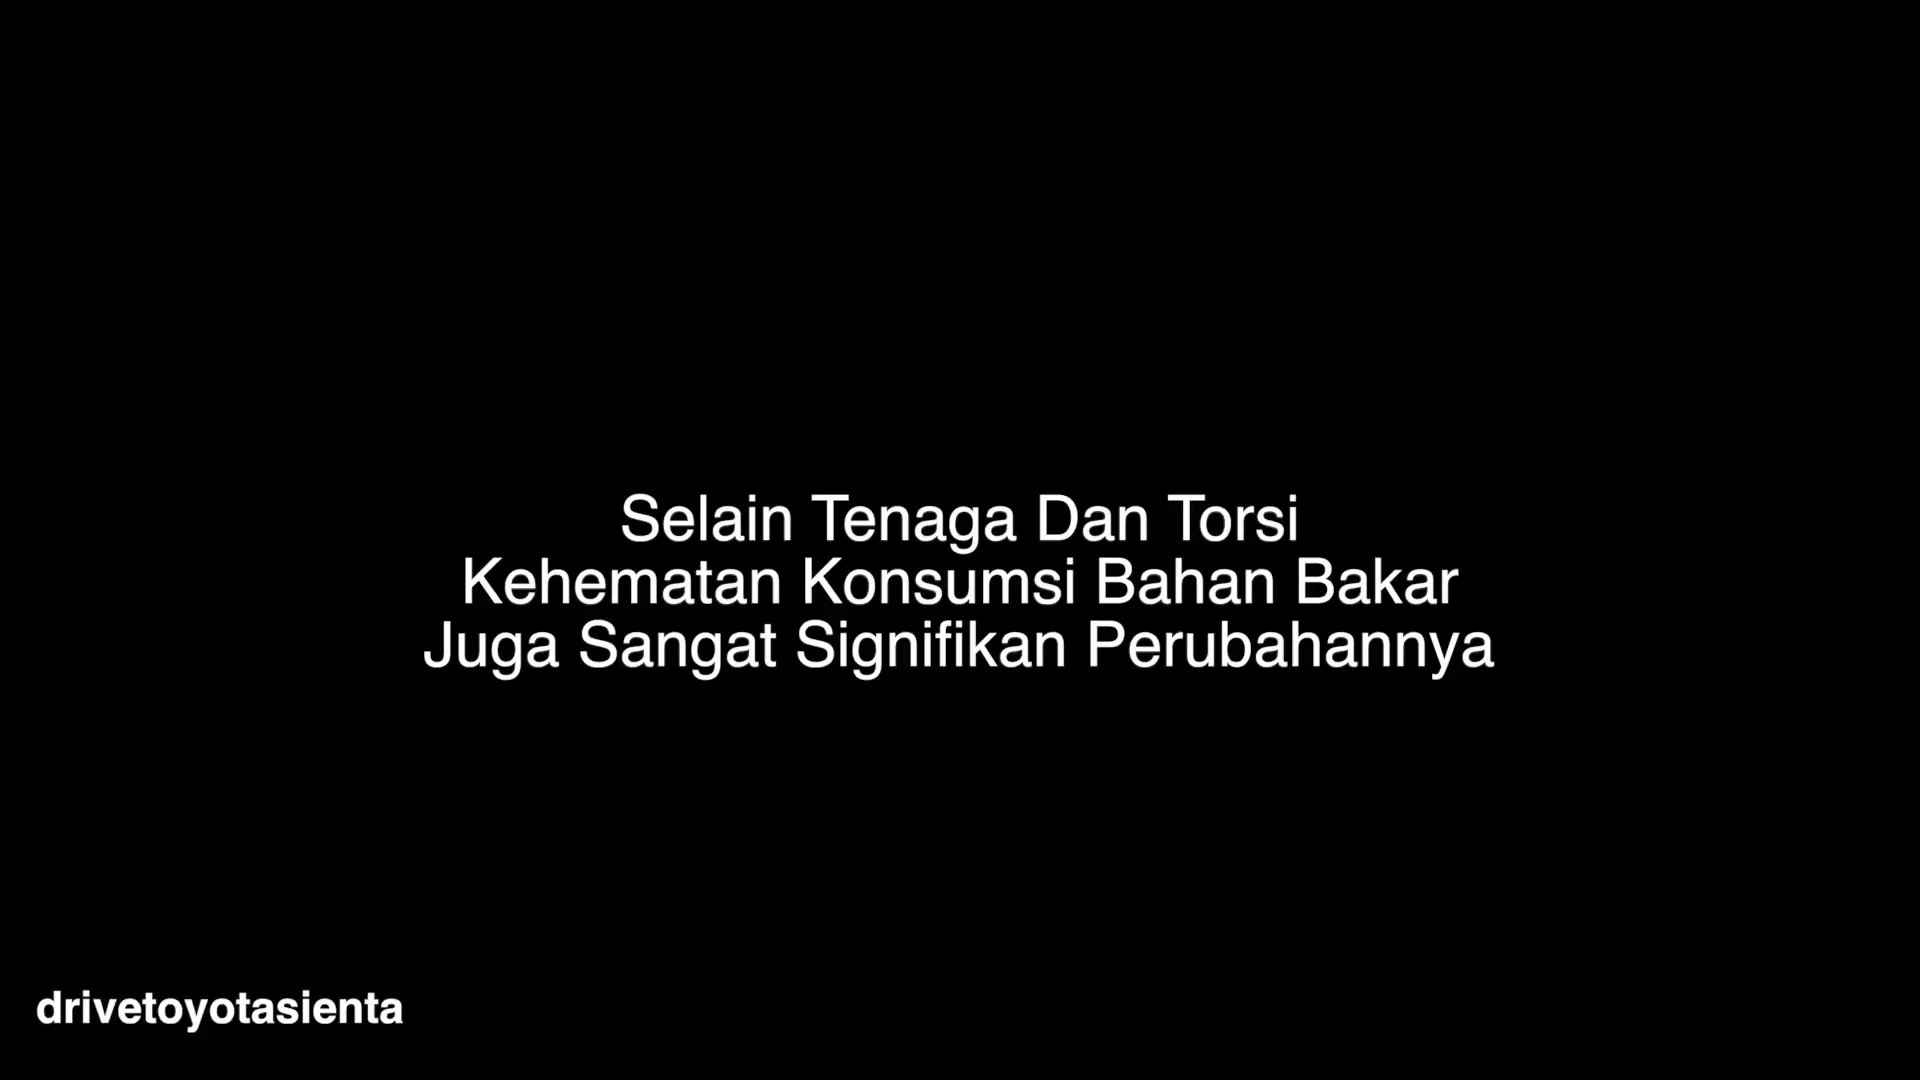 Selain Tenaga Dan Torsi
Kehematan Konsumsi Bahan Bakar
Juga Sangat Signifikan Perubahannya
drivetoyotasienta